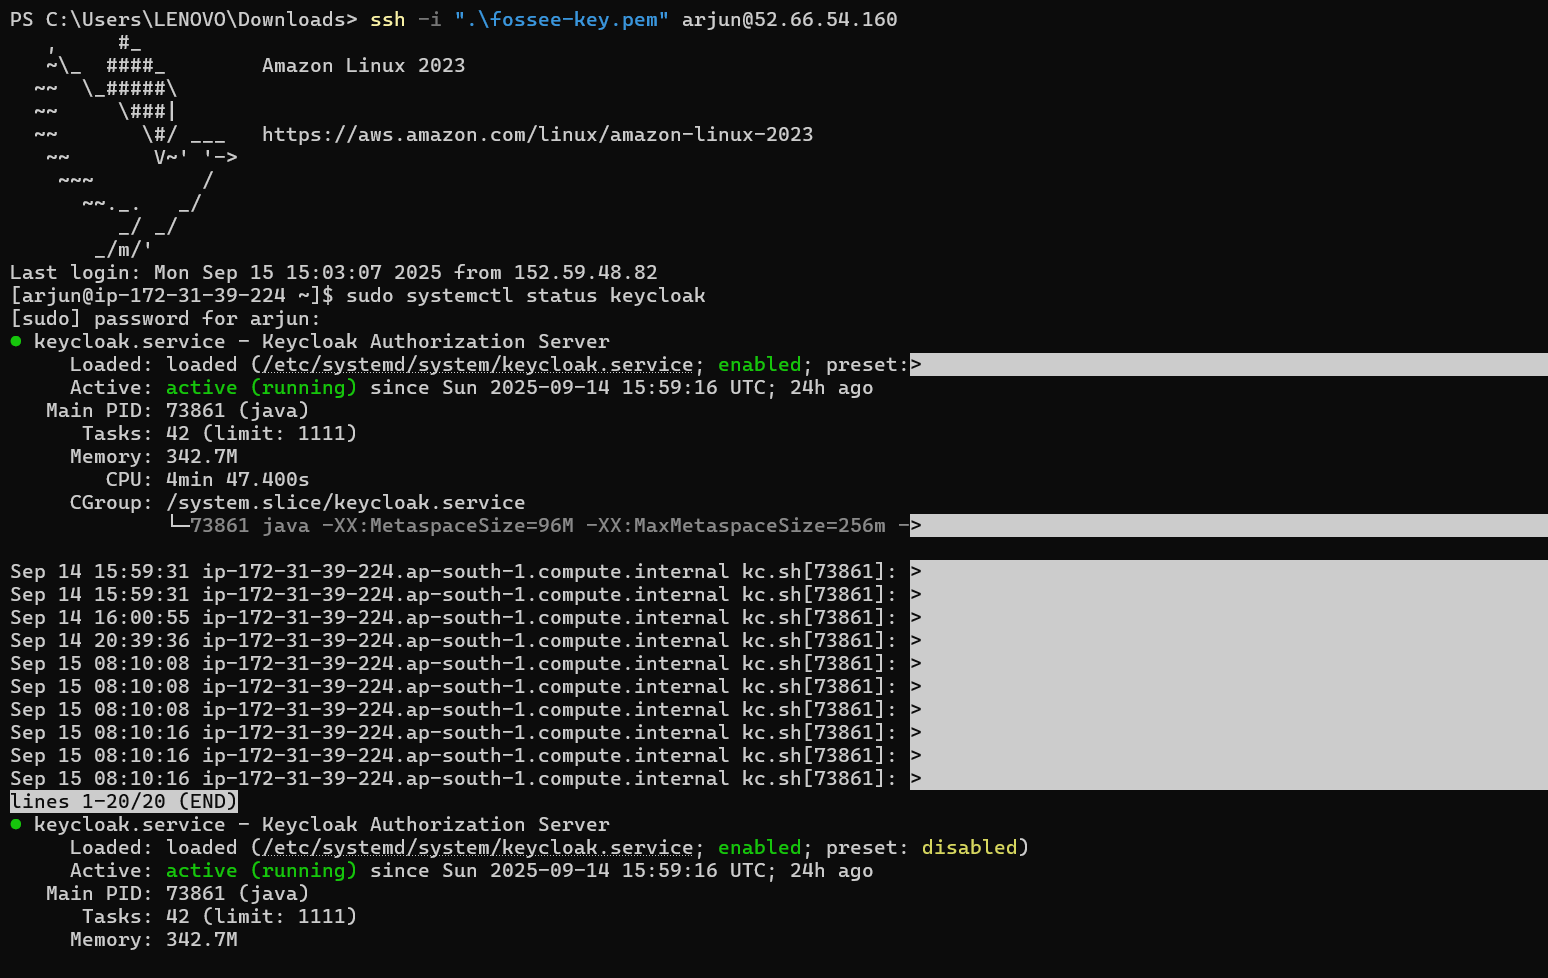 PS C:\Users\LENOVO\Downloads> ssh -i ".\fossee-key.pem" arjun@52.66.54.160
   ,     #_
   ~\_  ####_        Amazon Linux 2023
  ~~  \_#####\
  ~~     \###|
  ~~       \#/ ___   https://aws.amazon.com/linux/amazon-linux-2023
   ~~       V~' '->
    ~~~         /
      ~~._.   _/
         _/ _/
       _/m/'
Last login: Mon Sep 15 15:03:07 2025 from 152.59.48.82
[arjun@ip-172-31-39-224 ~]$ sudo systemctl status keycloak
[sudo] password for arjun:
● keycloak.service - Keycloak Authorization Server
     Loaded: loaded (/etc/systemd/system/keycloak.service; enabled; preset:>
     Active: active (running) since Sun 2025-09-14 15:59:16 UTC; 24h ago
   Main PID: 73861 (java)
      Tasks: 42 (limit: 1111)
     Memory: 342.7M
        CPU: 4min 47.400s
     CGroup: /system.slice/keycloak.service
             └─73861 java -XX:MetaspaceSize=96M -XX:MaxMetaspaceSize=256m ->
Sep 14 15:59:31 ip-172-31-39-224.ap-south-1.compute.internal kc.sh[73861]: >
Sep 14 15:59:31 ip-172-31-39-224.ap-south-1.compute.internal kc.sh[73861]: >
Sep 14 16:00:55 ip-172-31-39-224.ap-south-1.compute.internal kc.sh[73861]: >
Sep 14 20:39:36 ip-172-31-39-224.ap-south-1.compute.internal kc.sh[73861]: >
Sep 15 08:10:08 ip-172-31-39-224.ap-south-1.compute.internal kc.sh[73861]: >
Sep 15 08:10:08 ip-172-31-39-224.ap-south-1.compute.internal kc.sh[73861]: >
Sep 15 08:10:08 ip-172-31-39-224.ap-south-1.compute.internal kc.sh[73861]: >
Sep 15 08:10:16 ip-172-31-39-224.ap-south-1.compute.internal kc.sh[73861]: >
Sep 15 08:10:16 ip-172-31-39-224.ap-south-1.compute.internal kc.sh[73861]: >
Sep 15 08:10:16 ip-172-31-39-224.ap-south-1.compute.internal kc.sh[73861]: >
lines 1-20/20 (END)
● keycloak.service - Keycloak Authorization Server
     Loaded: loaded (/etc/systemd/system/keycloak.service; enabled; preset: disabled)
     Active: active (running) since Sun 2025-09-14 15:59:16 UTC; 24h ago
   Main PID: 73861 (java)
      Tasks: 42 (limit: 1111)
     Memory: 342.7M